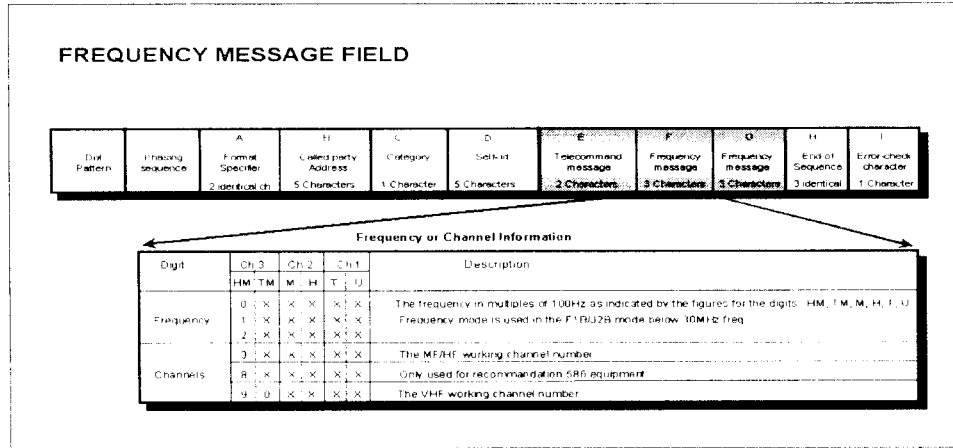 FREQUENCY MESSAGE FIELD
A B C D E F G H I
Dot Pattern
Phasing sequence
Format Specifier
2 identical ch
Called party Address
5 Characters
Category
1 Character
Self-id
5 Characters
Telecommand message
2 Characters
Frequency message
3 Characters
Frequency message
3 Characters
End of Sequence
3 identical
Error-check character
1 Character
Frequency or Channel Information
Digit Ch 3 Ch 2 Ch 1 Description
HM TM M H T U
Frequency
0 X X X X X The frequency in multiples of 100Hz as indicated by the figures for the digits HM, TM, M, H, T, U
1 X X X X X Frequency mode is used in the F1B/J2B mode below 30MHz freq
2 X X X X X
Channels
3 X X X X X The MF/HF working channel number
8 X X X X X Only used for recommandation 586 equipment
9 0 X X X X The VHF working channel number